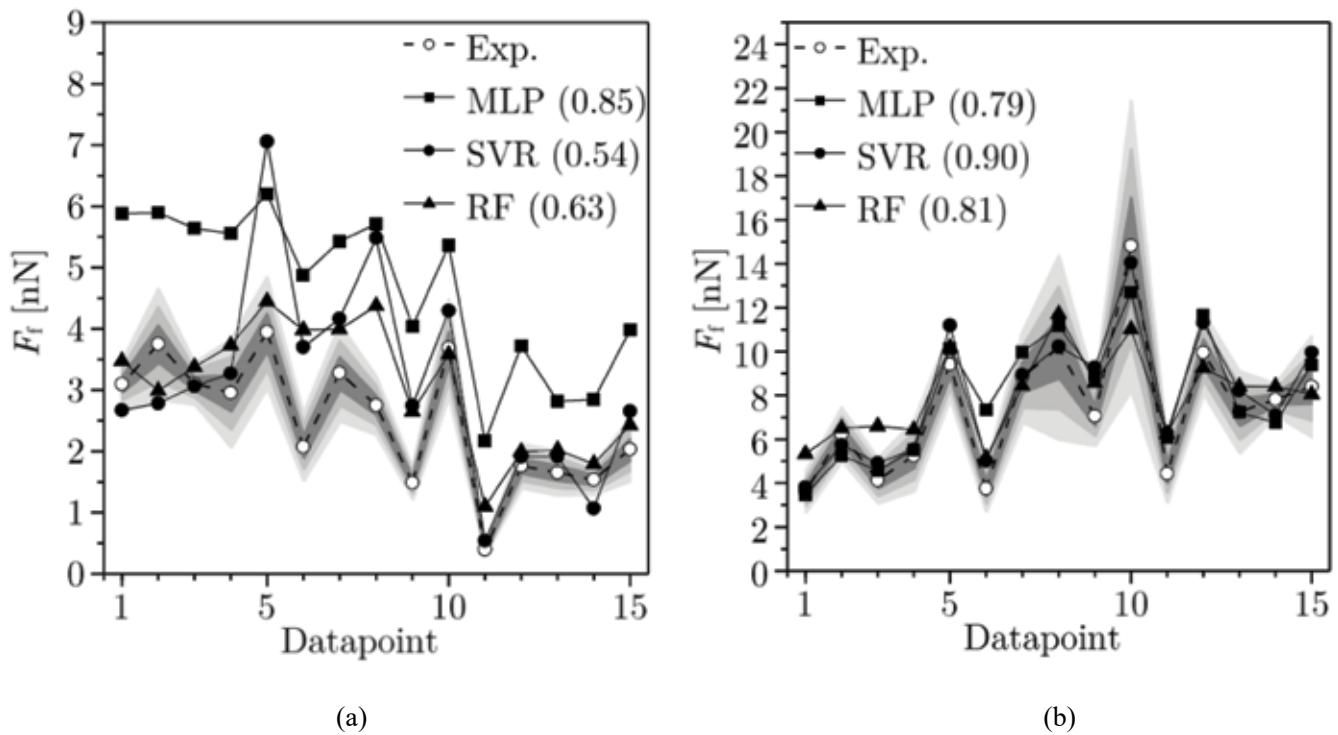 9
8
7
6
5
4
3
2
1
0
F_f [nN]
Exp.
MLP (0.85)
SVR (0.54)
RF (0.63)
1 5 10 15
Datapoint
(a)
24
22
20
18
16
14
12
10
8
6
4
2
0
F_f [nN]
Exp.
MLP (0.79)
SVR (0.90)
RF (0.81)
1 5 10 15
Datapoint
(b)